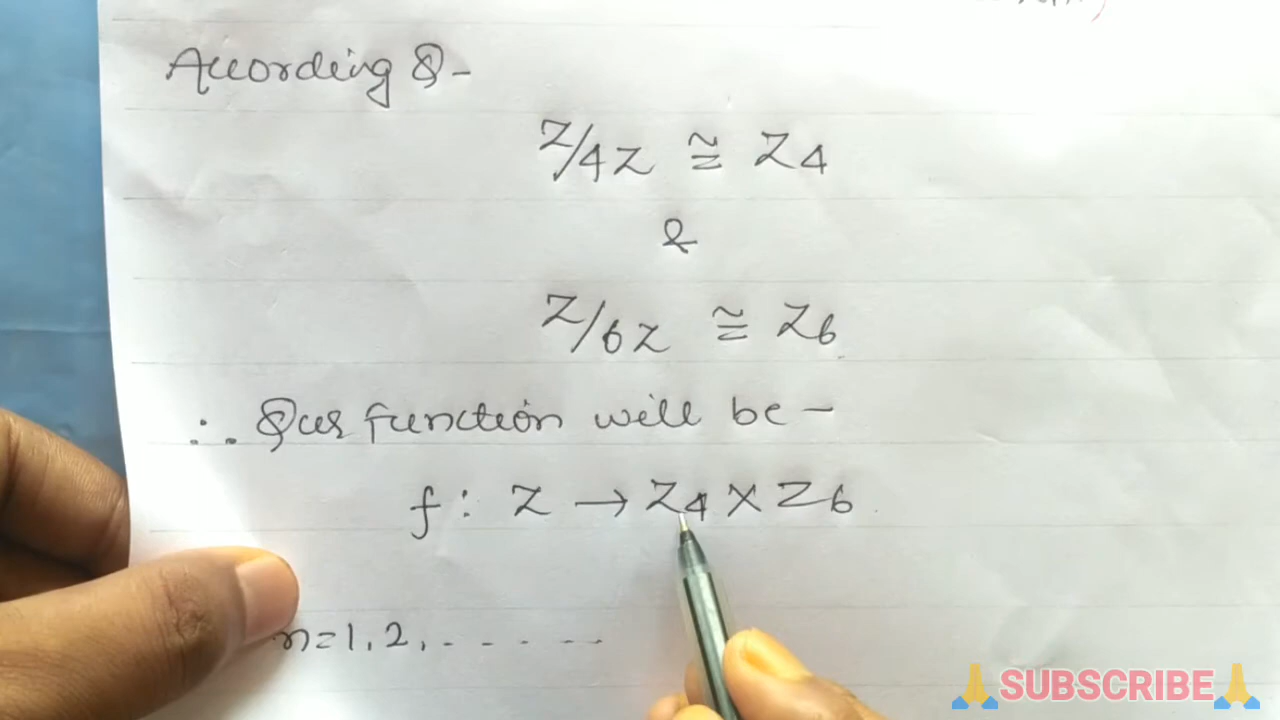 According Q-
Z/4Z ≅ Z4
&
Z/6Z ≅ Z6
∴ Our function will be -
f: Z → Z4 X Z6
n=1,2,------
SUBSCRIBE